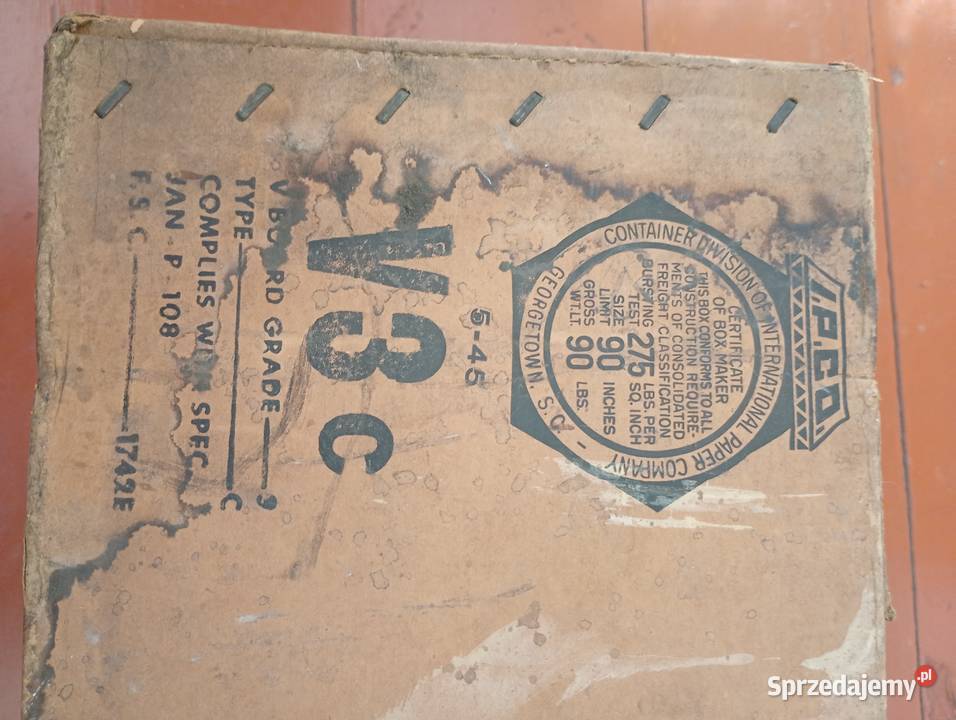 I.P.CO.
CONTAINER DIVISION OF INTERNATIONAL PAPER COMPANY
GEORGETOWN, S.C.
CERTIFICATE
OF BOX MAKER
THIS BOX CONFORMS TO ALL
CONSTRUCTION REQUIRE-
MENTS OF CONSOLIDATED
FREIGHT CLASSIFICATION
BURSTING TEST 275 LBS. PER SQ. INCH
SIZE LIMIT 90 INCHES
GROSS WT. LT. 90 LBS.
5-45
V3C
GRADE 3
TYPE C
COMPLIES SPEC.
JAN-P 108
F.S.C. 1742E
Sprzedajemy.pl